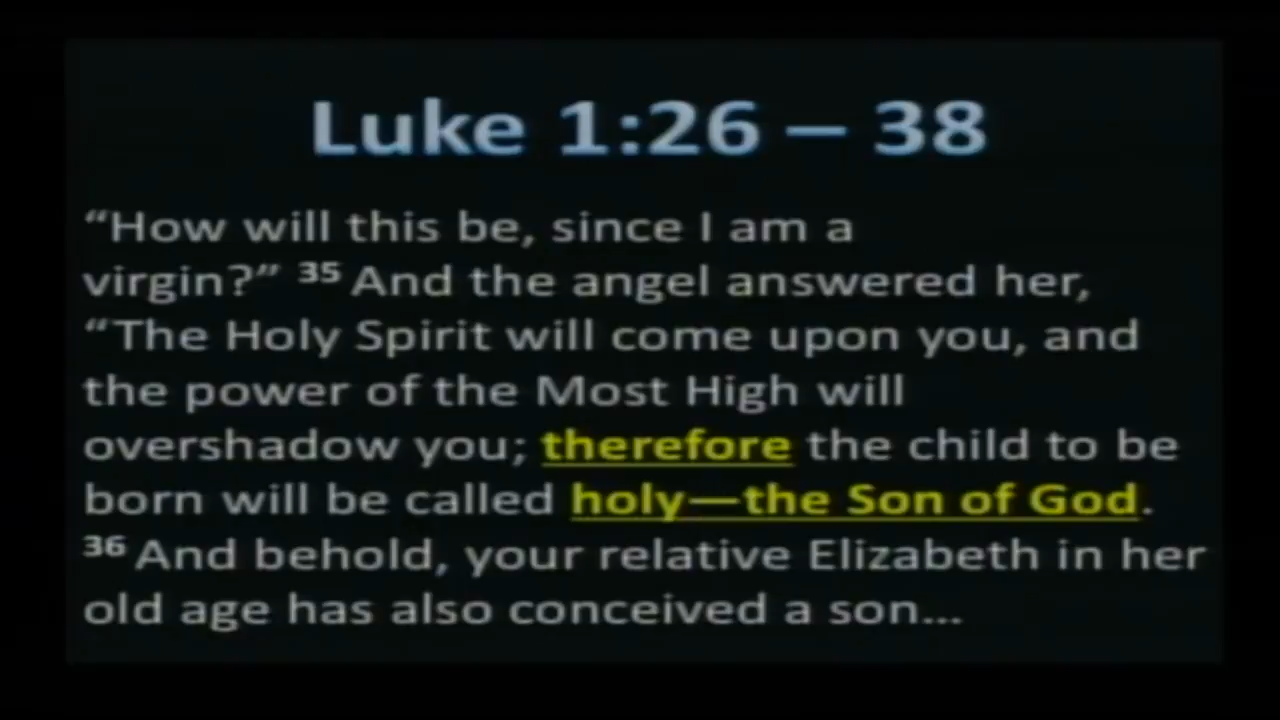 Luke 1:26 – 38
“How will this be, since I am a
virgin?” 35 And the angel answered her,
“The Holy Spirit will come upon you, and
the power of the Most High will
overshadow you; therefore the child to be
born will be called holy—the Son of God.
36 And behold, your relative Elizabeth in her
old age has also conceived a son...